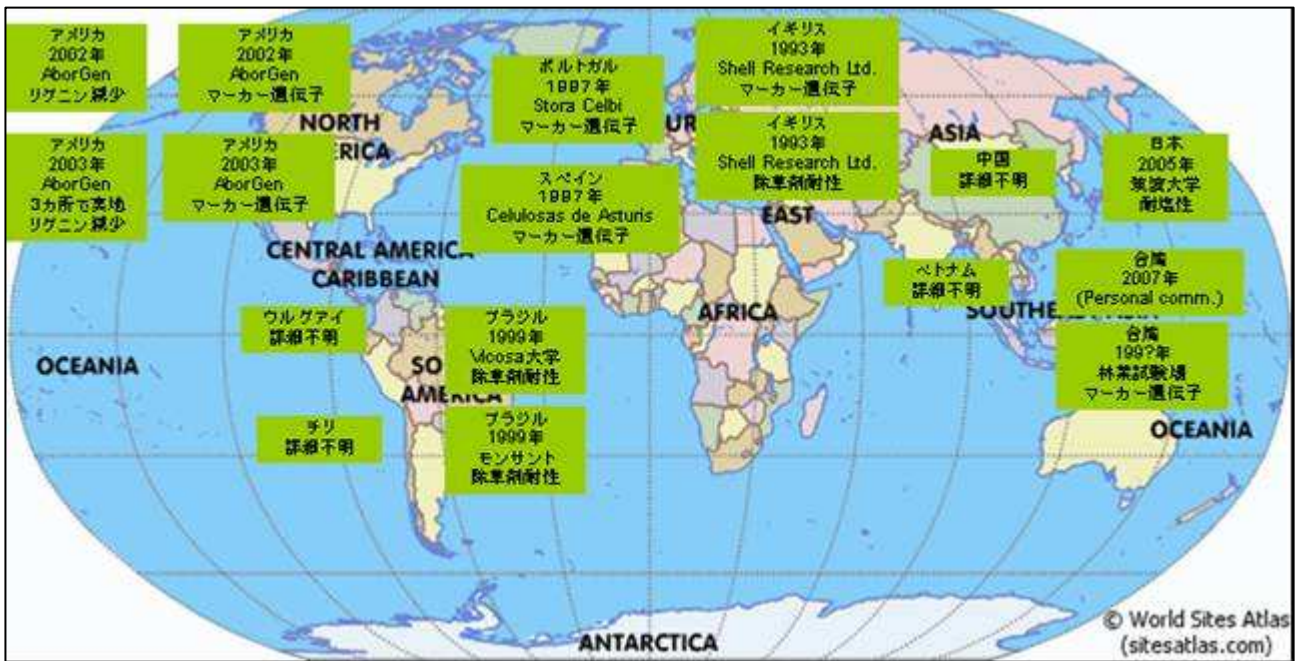 アメリカ
2002年
AborGen
リグニン減少
アメリカ
2002年
AborGen
マーカー遺伝子
アメリカ
2003年
AborGen
3カ所で実地
リグニン減少
アメリカ
2003年
AborGen
マーカー遺伝子
ポルトガル
1997年
Stora Celbi
マーカー遺伝子
スペイン
1997年
Celulosas de Asturis
マーカー遺伝子
イギリス
1993年
Shell Research Ltd.
マーカー遺伝子
イギリス
1993年
Shell Research Ltd.
除草剤耐性
中国
詳細不明
日本
2005年
筑波大学
耐塩性
ベトナム
詳細不明
台湾
2007年
(Personal comm.)
台湾
199?年
林業試験場
マーカー遺伝子
ウルグアイ
詳細不明
ブラジル
1999年
Vicosa大学
除草剤耐性
チリ
詳細不明
ブラジル
1999年
モンサント
除草剤耐性
NORTH
ERICA
UR
ASIA
EAST
CENTRAL AMERICA
CARIBBEAN
AFRICA
SOUTHE
ASIA
OCEANIA
SO
AMERICA
OCEANIA
ANTARCTICA
© World Sites Atlas
(sitesatlas.com)